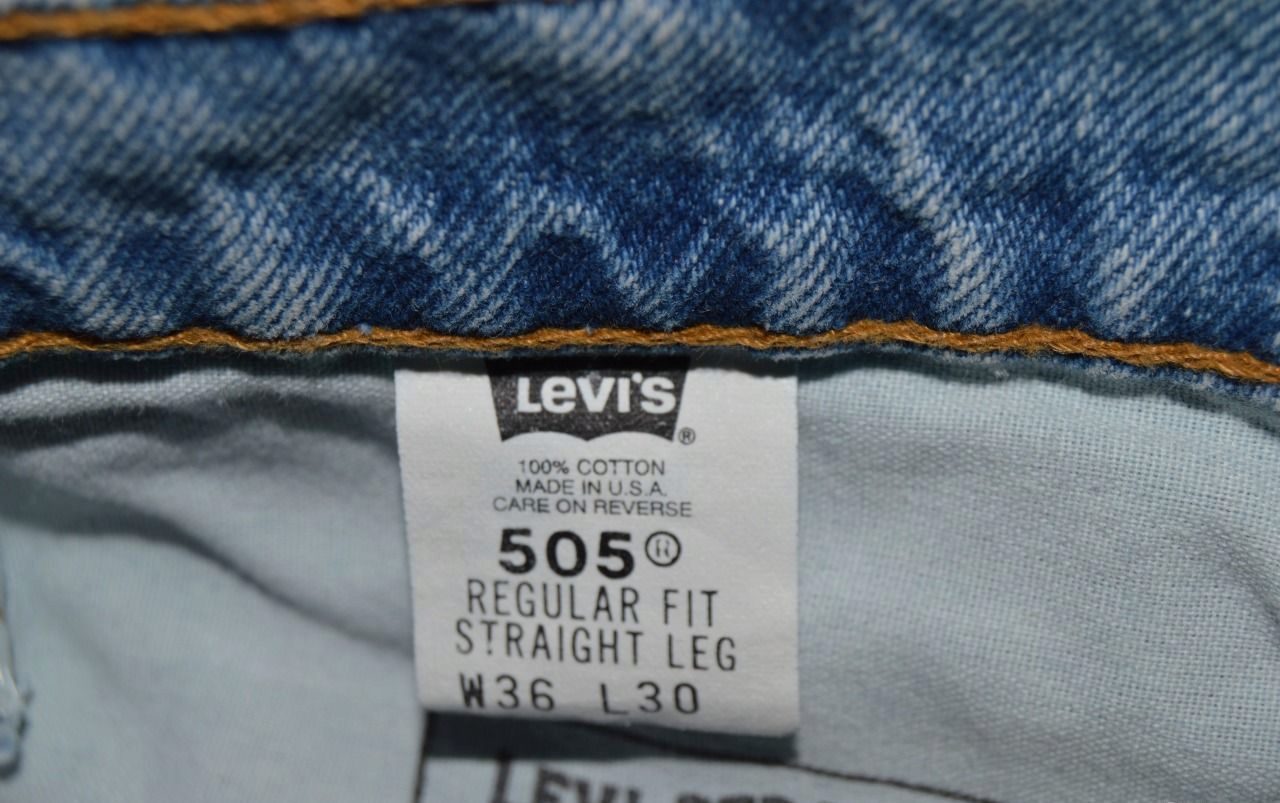 Levi's ®
100% COTTON
MADE IN U.S.A.
CARE ON REVERSE
505®
REGULAR FIT
STRAIGHT LEG
W36 L30